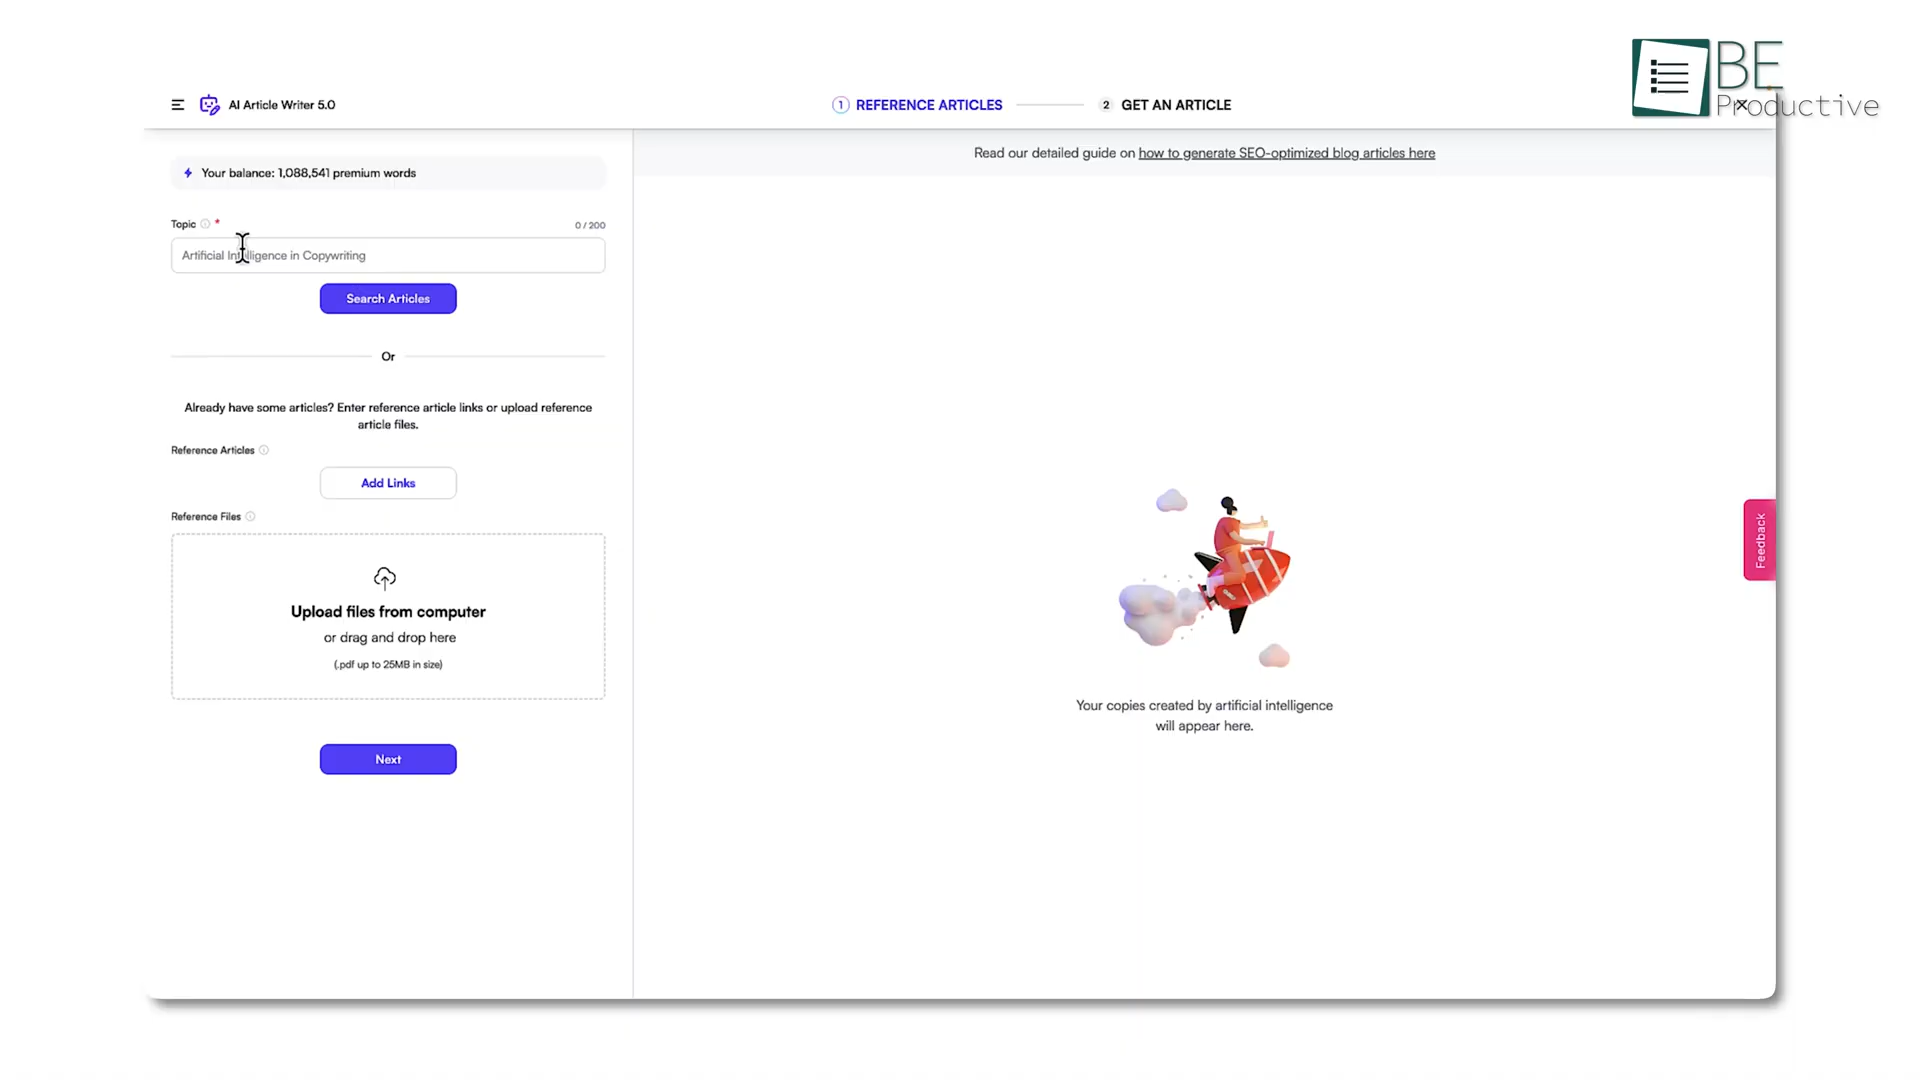 BE
Productive
AI Article Writer 5.0
1 REFERENCE ARTICLES
2 GET AN ARTICLE
Your balance: 1,088,541 premium words
Read our detailed guide on how to generate SEO-optimized blog articles here
Topic *
0 / 200
Artificial Intelligence in Copywriting
Search Articles
Or
Already have some articles? Enter reference article links or upload reference
article files.
Reference Articles
Add Links
Reference Files
Upload files from computer
or drag and drop here
(.pdf up to 25MB in size)
Next
Feedback
Your copies created by artificial intelligence
will appear here.